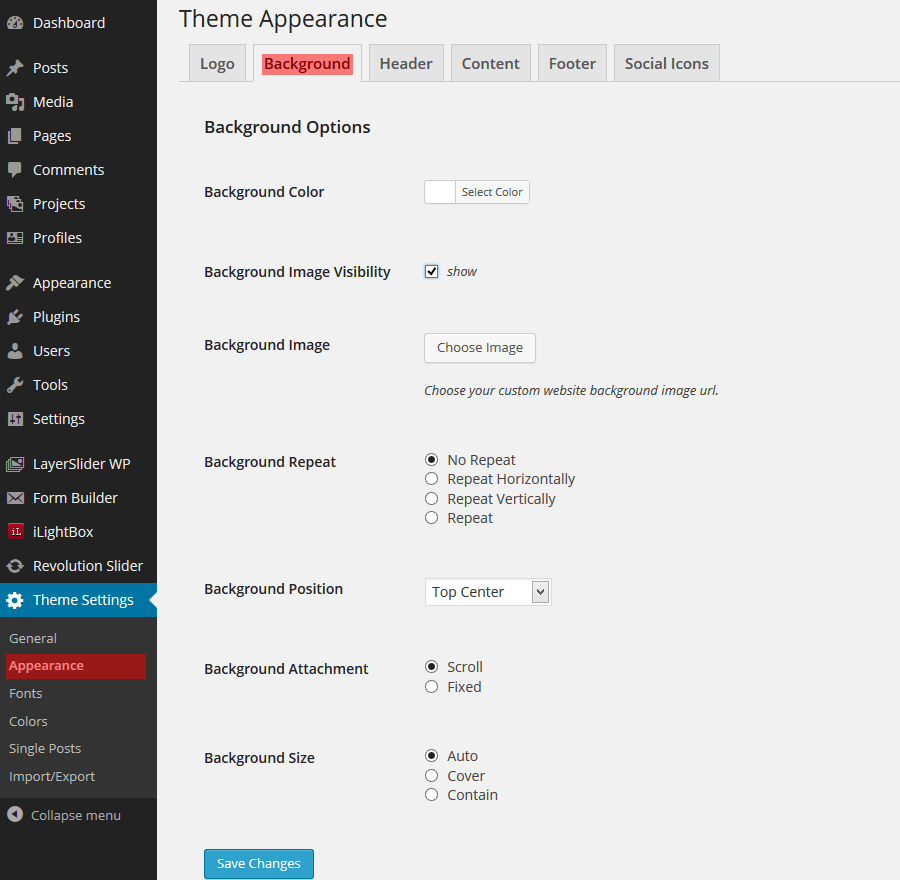 Dashboard
Posts
Media
Pages
Comments
Projects
Profiles
Appearance
Plugins
Users
Tools
Settings
LayerSlider WP
Form Builder
iL
iLightBox
Revolution Slider
Theme Settings
General
Appearance
Fonts
Colors
Single Posts
Import/Export
Collapse menu
Theme Appearance
Logo Background Header Content Footer Social Icons
Background Options
Background Color Select Color
Background Image Visibility show
Background Image Choose Image
Choose your custom website background image url.
Background Repeat No Repeat
Repeat Horizontally
Repeat Vertically
Repeat
Background Position Top Center
Background Attachment Scroll
Fixed
Background Size Auto
Cover
Contain
Save Changes